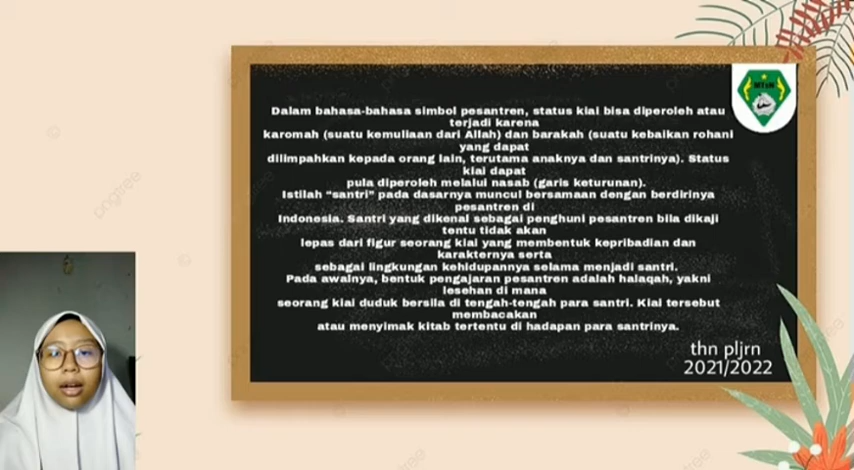 Dalam bahasa-bahasa simbol pesantren, status kiai bisa diperoleh atau
terjadi karena
karomah (suatu kemuliaan dari Allah) dan barakah (suatu kebaikan rohani
yang dapat
dilimpahkan kepada orang lain, terutama anaknya dan santrinya). Status
kiai dapat
pula diperoleh melalui nasab (garis keturunan).
Istilah “santri” pada dasarnya muncul bersamaan dengan berdirinya
pesantren di
Indonesia. Santri yang dikenal sebagai penghuni pesantren bila dikaji
tentu tidak akan
lepas dari figur seorang kiai yang membentuk kepribadian dan
karakternya serta
sebagai lingkungan kehidupannya selama menjadi santri.
Pada awalnya, bentuk pengajaran pesantren adalah halaqah, yakni
lesehan di mana
seorang kiai duduk bersila di tengah-tengah para santri. Kiai tersebut
membacakan
atau menyimak kitab tertentu di hadapan para santrinya.
thn pljrn
2021/2022
pngtree